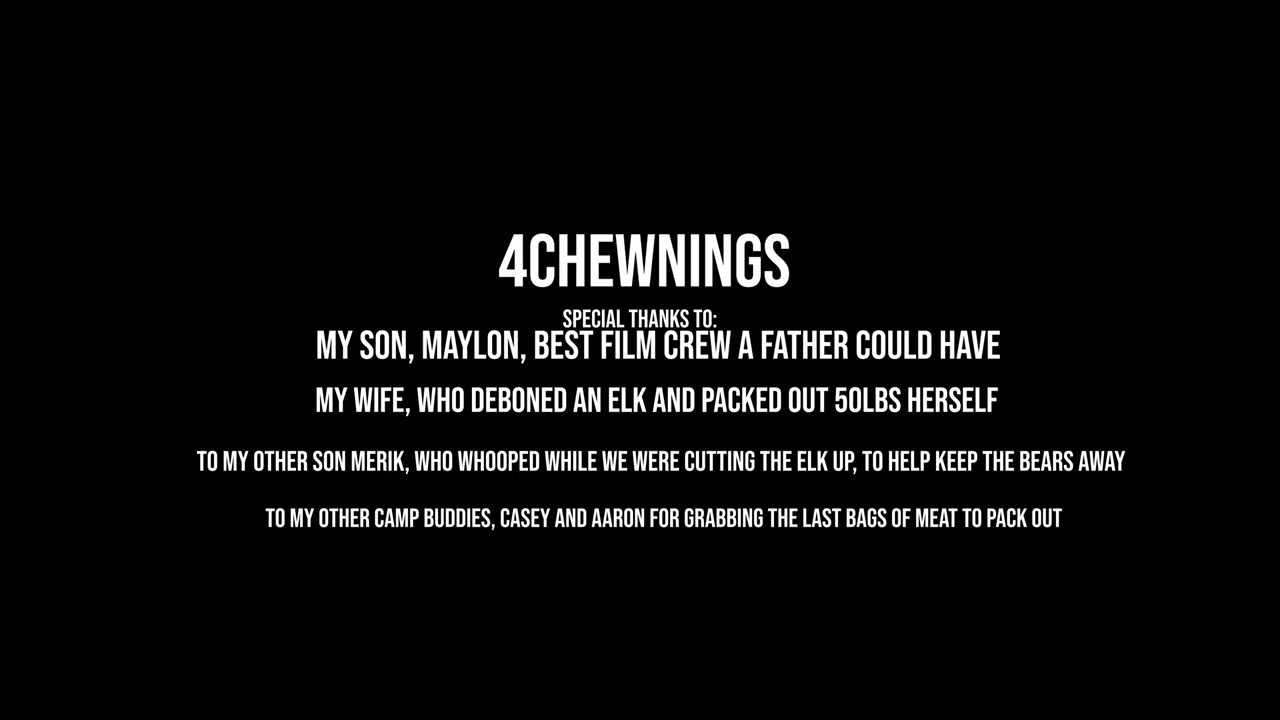 4CHEWNINGS
SPECIAL THANKS TO:
MY SON, MAYLON, BEST FILM CREW A FATHER COULD HAVE
MY WIFE, WHO DEBONED AN ELK AND PACKED OUT 50LBS HERSELF
TO MY OTHER SON MERIK, WHO WHOOPED WHILE WE WERE CUTTING THE ELK UP, TO HELP KEEP THE BEARS AWAY
TO MY OTHER CAMP BUDDIES, CASEY AND AARON FOR GRABBING THE LAST BAGS OF MEAT TO PACK OUT